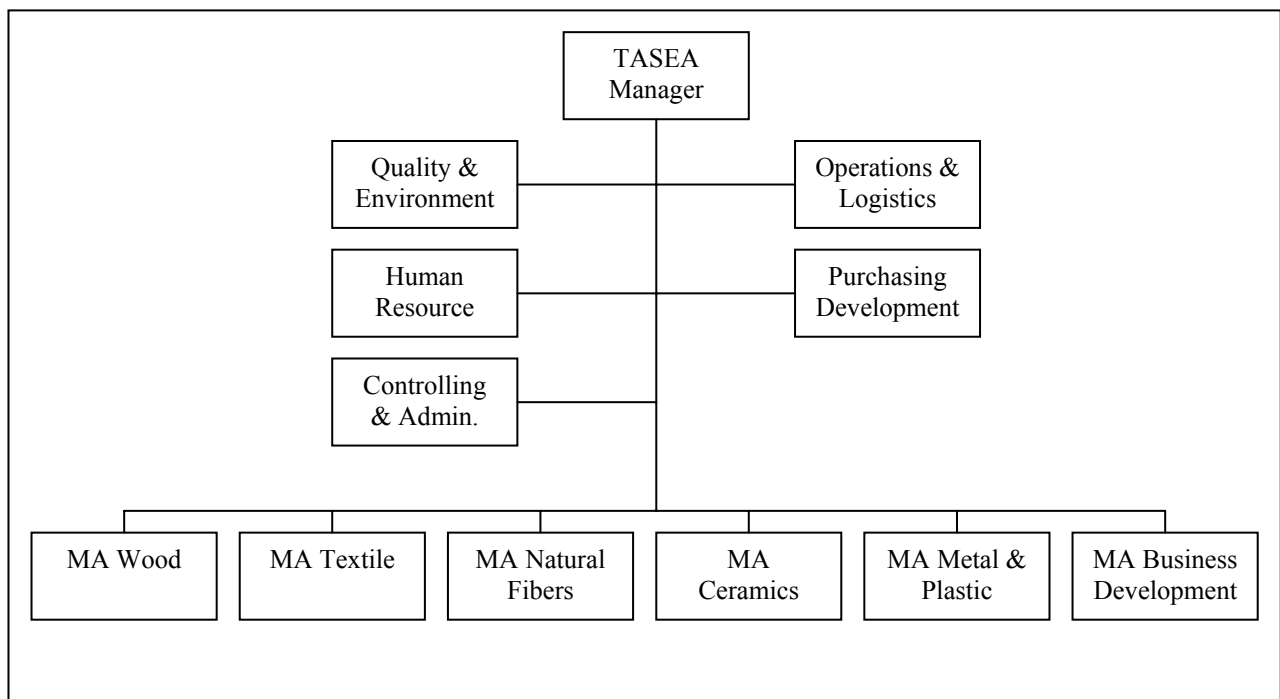 TASEA
Manager
Quality &
Environment
Operations &
Logistics
Human
Resource
Purchasing
Development
Controlling
& Admin.
MA Wood
MA Textile
MA Natural
Fibers
MA
Ceramics
MA Metal &
Plastic
MA Business
Development